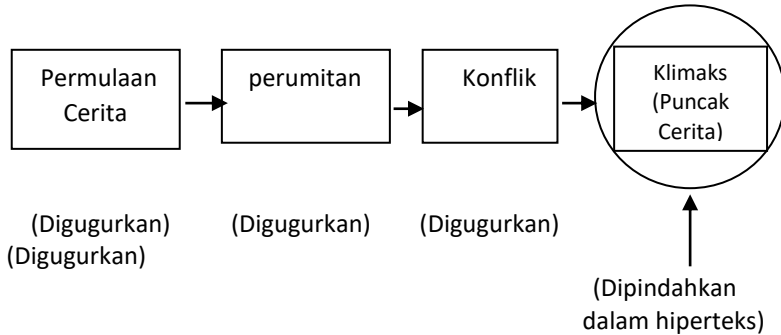 Permulaan
Cerita
perumitan
Konflik
Klimaks
(Puncak
Cerita)
(Digugurkan)
(Digugurkan)
(Digugurkan)
(Digugurkan)
(Dipindahkan
dalam hiperteks)